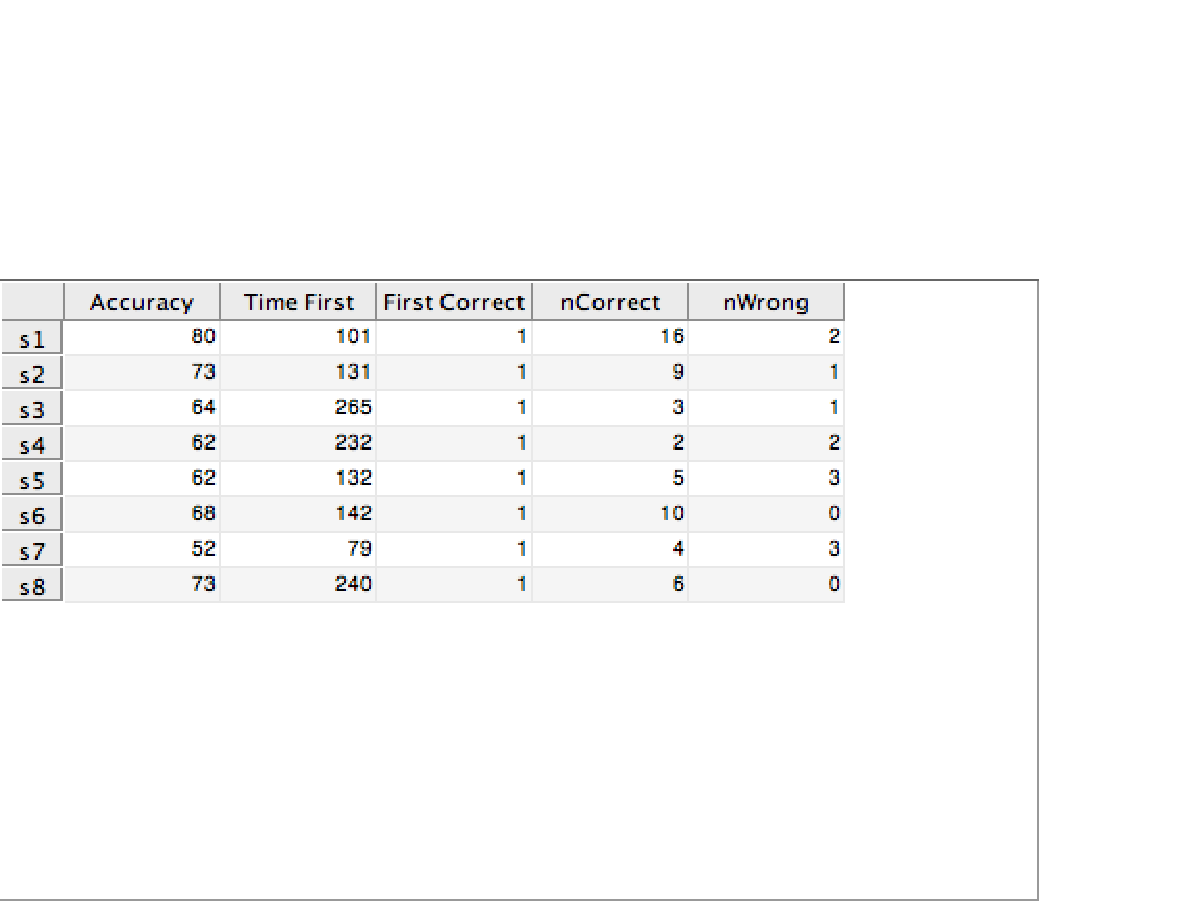 Accuracy Time First First Correct nCorrect nWrong
s1 80 101 1 16 2
s2 73 131 1 9 1
s3 64 265 1 3 1
s4 62 232 1 2 2
s5 62 132 1 5 3
s6 68 142 1 10 0
s7 52 79 1 4 3
s8 73 240 1 6 0